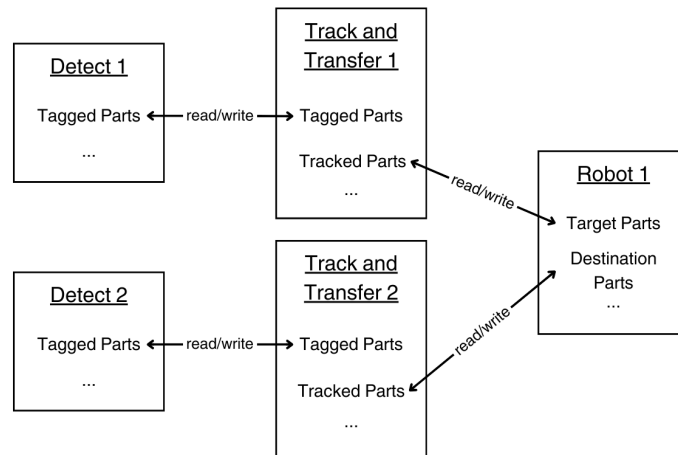 Detect 1
Tagged Parts
...
read/write
Track and
Transfer 1
Tagged Parts
Tracked Parts
...
read/write
Robot 1
Target Parts
Destination
Parts
...
Detect 2
Tagged Parts
...
read/write
Track and
Transfer 2
Tagged Parts
Tracked Parts
...
read/write